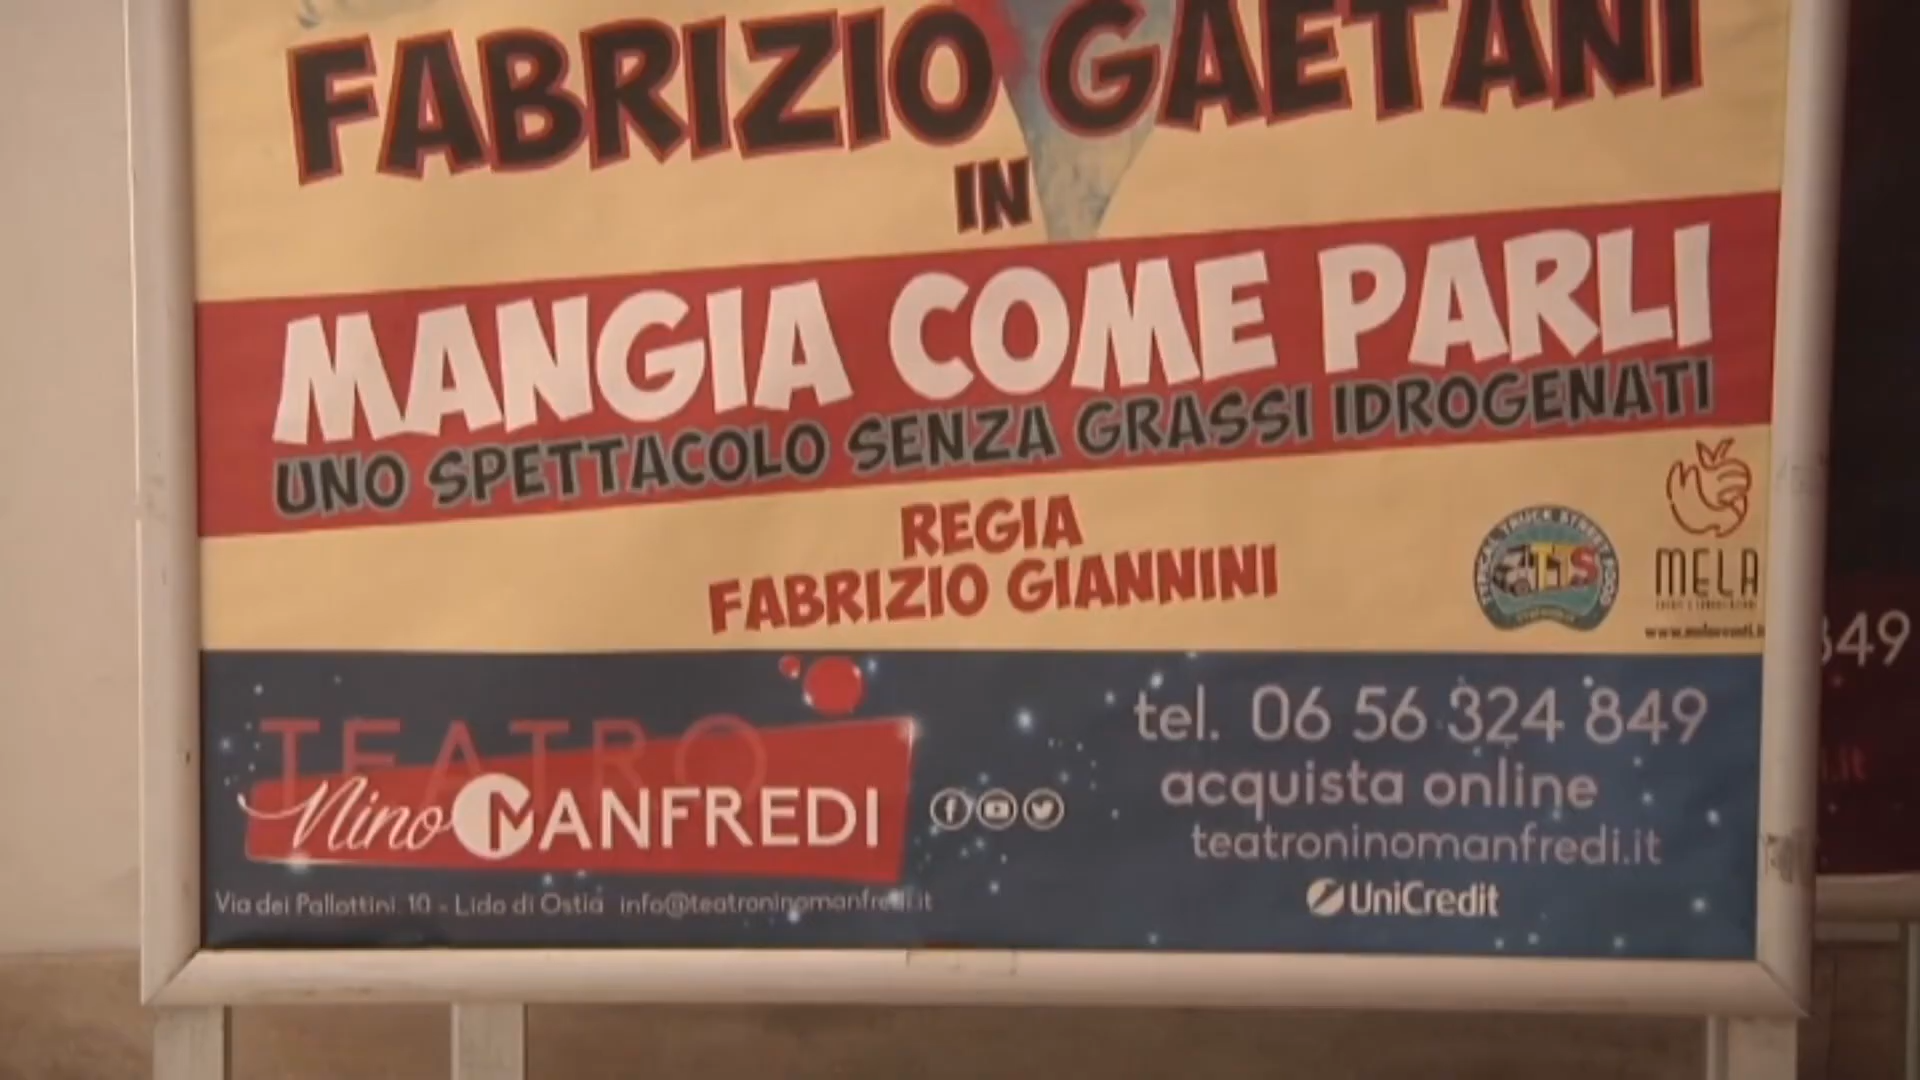 FABRIZIO GAETANI
IN
MANGIA COME PARLI
UNO SPETTACOLO SENZA GRASSI IDROGENATI
REGIA
FABRIZIO GIANNINI
TTS
MELA
TEATRO
Nino MANFREDI
tel. 06 56 324 849
acquista online
teatroninomanfredi.it
UniCredit
Via dei Pallottini, 10 - Lido di Ostia info@teatroninomanfredi.it
849